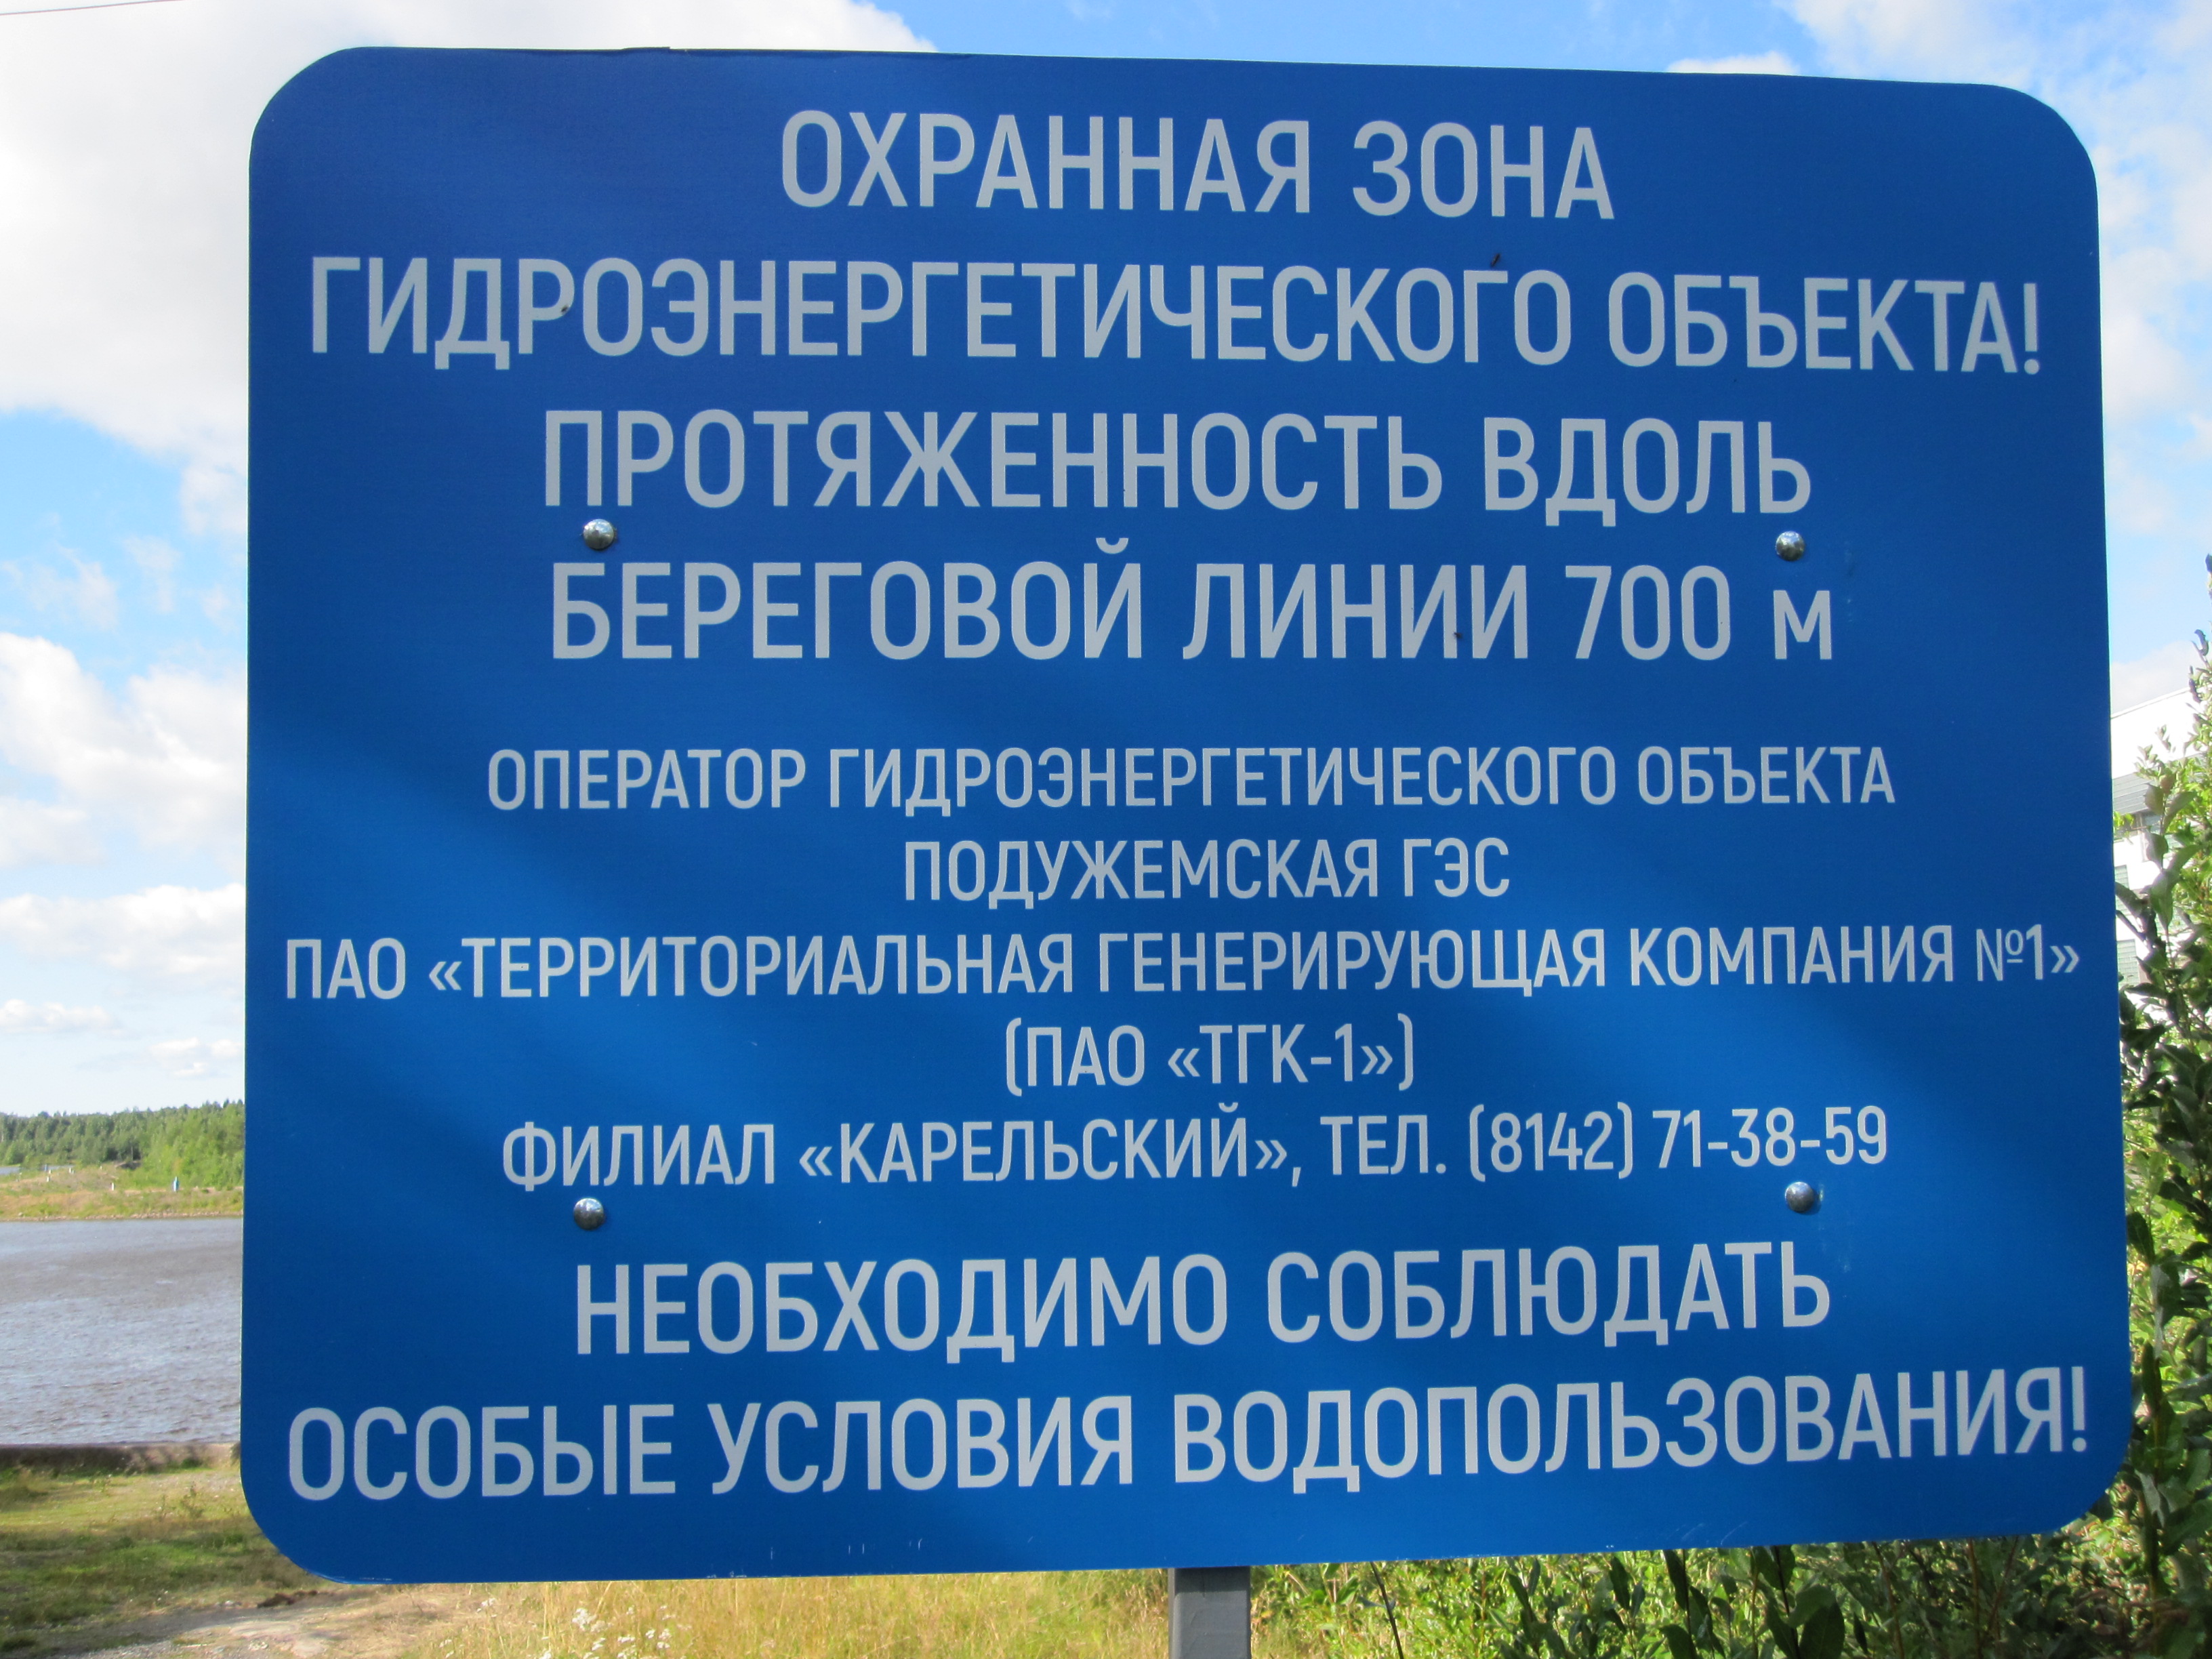 ОХРАННАЯ ЗОНА
ГИДРОЭНЕРГЕТИЧЕСКОГО ОБЪЕКТА!
ПРОТЯЖЕННОСТЬ ВДОЛЬ
БЕРЕГОВОЙ ЛИНИИ 700 м
ОПЕРАТОР ГИДРОЭНЕРГЕТИЧЕСКОГО ОБЪЕКТА
ПОДУЖЕМСКАЯ ГЭС
ПАО «ТЕРРИТОРИАЛЬНАЯ ГЕНЕРИРУЮЩАЯ КОМПАНИЯ №1»
(ПАО «ТГК-1»)
ФИЛИАЛ «КАРЕЛЬСКИЙ», ТЕЛ. (8142) 71-38-59
НЕОБХОДИМО СОБЛЮДАТЬ
ОСОБЫЕ УСЛОВИЯ ВОДОПОЛЬЗОВАНИЯ!